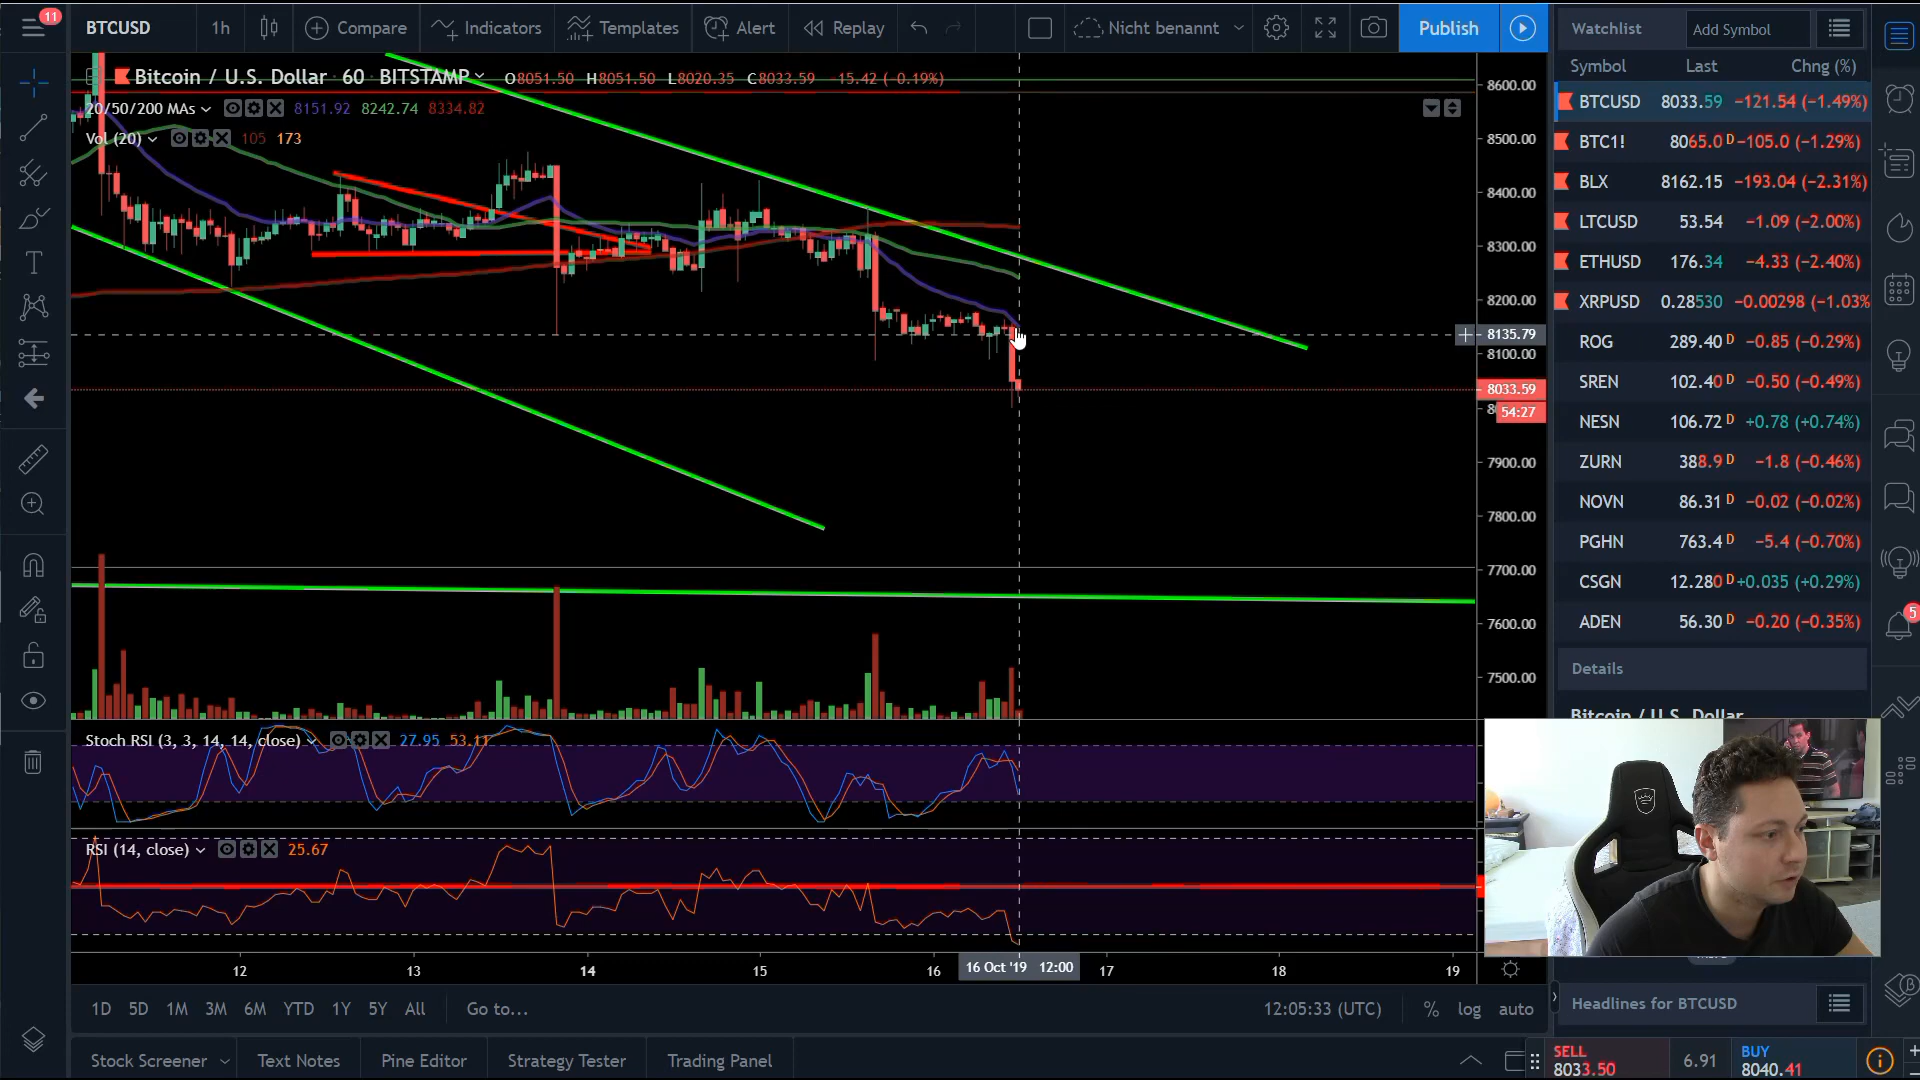 11
BTCUSD
1h
Compare
Indicators
Templates
Alert
Replay
Nicht benannt
Publish
Watchlist
Add Symbol
Bitcoin / U.S. Dollar 60 BITSTAMP O8051.50 H8051.50 L8020.35 C8033.59 −15.42 (−0.19%)
20/50/200 MAs 8151.92 8242.74 8334.82
Vol (20) 105 173
8600.00
8500.00
8400.00
8300.00
8200.00
8135.79
8100.00
8033.59
54:27
7900.00
7800.00
7700.00
7600.00
7500.00
Stoch RSI (3, 3, 14, 14, close) 27.95 53.11
RSI (14, close) 25.67
12
13
14
15
16
16 Oct '19 12:00
17
18
19
1D 5D 1M 3M 6M YTD 1Y 5Y All
Go to...
12:05:33 (UTC)
% log auto
Stock Screener
Text Notes
Pine Editor
Strategy Tester
Trading Panel
Symbol Last Chng (%)
BTCUSD 8033.59 −121.54 (−1.49%)
BTC1! 8065.0 D −105.0 (−1.29%)
BLX 8162.15 −193.04 (−2.31%)
LTCUSD 53.54 −1.09 (−2.00%)
ETHUSD 176.34 −4.33 (−2.40%)
XRPUSD 0.28530 −0.00298 (−1.03%
ROG 289.40 D −0.85 (−0.29%)
SREN 102.40 D −0.50 (−0.49%)
NESN 106.72 D +0.78 (+0.74%)
ZURN 388.9 D −1.8 (−0.46%)
NOVN 86.31 D −0.02 (−0.02%)
PGHN 763.4 D −5.4 (−0.70%)
CSGN 12.280 D +0.035 (+0.29%)
ADEN 56.30 D −0.20 (−0.35%)
5
Details
Bitcoin / U.S. Dollar
Headlines for BTCUSD
SELL
8033.50
6.91
BUY
8040.41